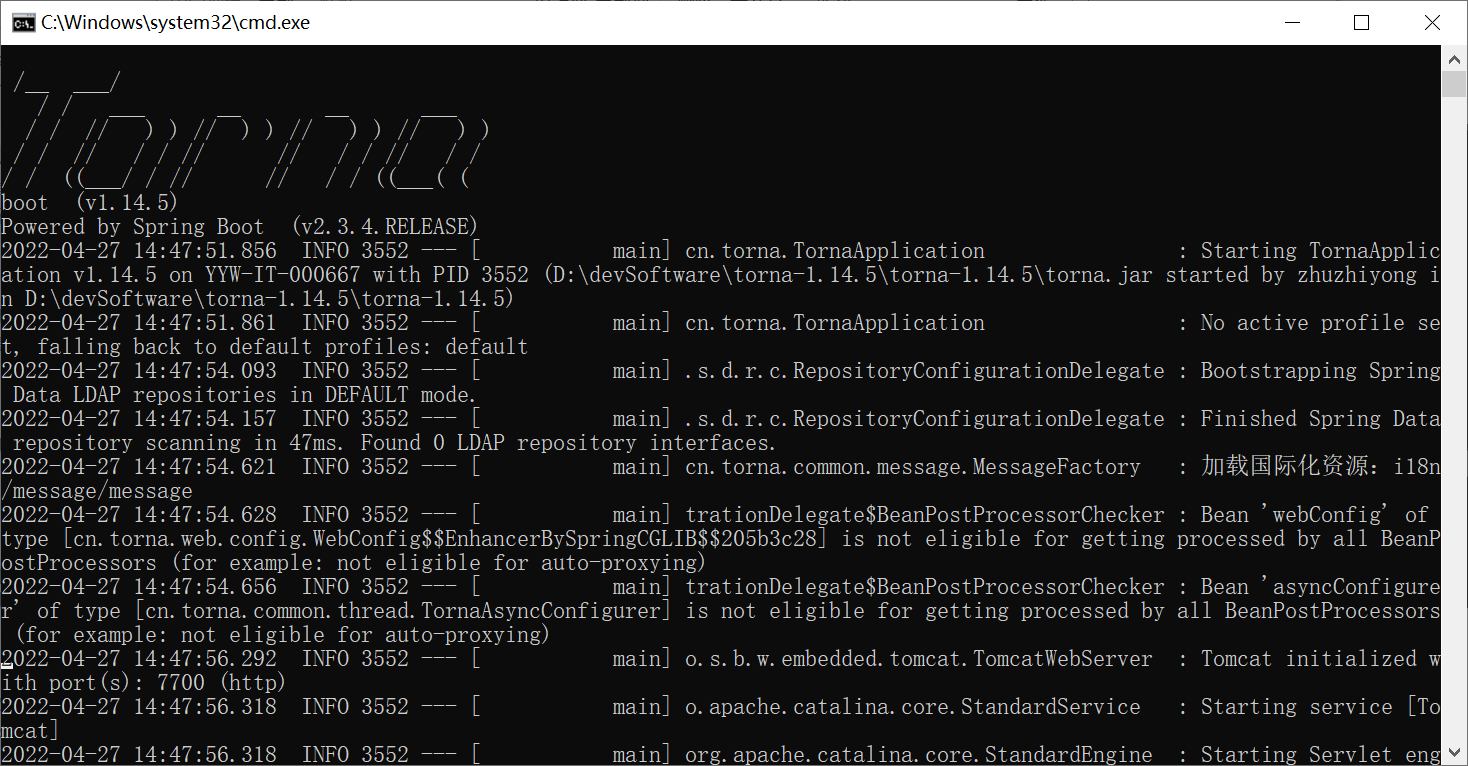 C:\Windows\system32\cmd.exe
boot  (v1.14.5)
Powered by Spring Boot  (v2.3.4.RELEASE)
2022-04-27 14:47:51.856  INFO 3552 --- [           main] cn.torna.TornaApplication                : Starting TornaApplic
ation v1.14.5 on YYW-IT-000667 with PID 3552 (D:\devSoftware\torna-1.14.5\torna-1.14.5\torna.jar started by zhuzhiyong i
n D:\devSoftware\torna-1.14.5\torna-1.14.5)
2022-04-27 14:47:51.861  INFO 3552 --- [           main] cn.torna.TornaApplication                : No active profile se
t, falling back to default profiles: default
2022-04-27 14:47:54.093  INFO 3552 --- [           main] .s.d.r.c.RepositoryConfigurationDelegate : Bootstrapping Spring
 Data LDAP repositories in DEFAULT mode.
2022-04-27 14:47:54.157  INFO 3552 --- [           main] .s.d.r.c.RepositoryConfigurationDelegate : Finished Spring Data
 repository scanning in 47ms. Found 0 LDAP repository interfaces.
2022-04-27 14:47:54.621  INFO 3552 --- [           main] cn.torna.common.message.MessageFactory   : 加载国际化资源：i18n
/message/message
2022-04-27 14:47:54.628  INFO 3552 --- [           main] trationDelegate$BeanPostProcessorChecker : Bean 'webConfig' of
type [cn.torna.web.config.WebConfig$$EnhancerBySpringCGLIB$$205b3c28] is not eligible for getting processed by all BeanP
ostProcessors (for example: not eligible for auto-proxying)
2022-04-27 14:47:54.656  INFO 3552 --- [           main] trationDelegate$BeanPostProcessorChecker : Bean 'asyncConfigure
r' of type [cn.torna.common.thread.TornaAsyncConfigurer] is not eligible for getting processed by all BeanPostProcessors
 (for example: not eligible for auto-proxying)
2022-04-27 14:47:56.292  INFO 3552 --- [           main] o.s.b.w.embedded.tomcat.TomcatWebServer  : Tomcat initialized w
ith port(s): 7700 (http)
2022-04-27 14:47:56.318  INFO 3552 --- [           main] o.apache.catalina.core.StandardService   : Starting service [To
mcat]
2022-04-27 14:47:56.318  INFO 3552 --- [           main] org.apache.catalina.core.StandardEngine  : Starting Servlet eng